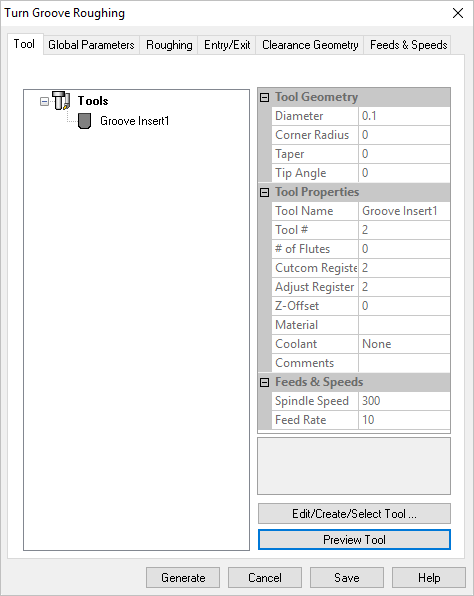 Turn Groove Roughing
Tool Global Parameters Roughing Entry/Exit Clearance Geometry Feeds & Speeds
Tools
Groove Insert1
Tool Geometry
Diameter 0.1
Corner Radius 0
Taper 0
Tip Angle 0
Tool Properties
Tool Name Groove Insert1
Tool # 2
# of Flutes 0
Cutcom Registe 2
Adjust Register 2
Z-Offset 0
Material
Coolant None
Comments
Feeds & Speeds
Spindle Speed 300
Feed Rate 10
Edit/Create/Select Tool ...
Preview Tool
Generate Cancel Save Help